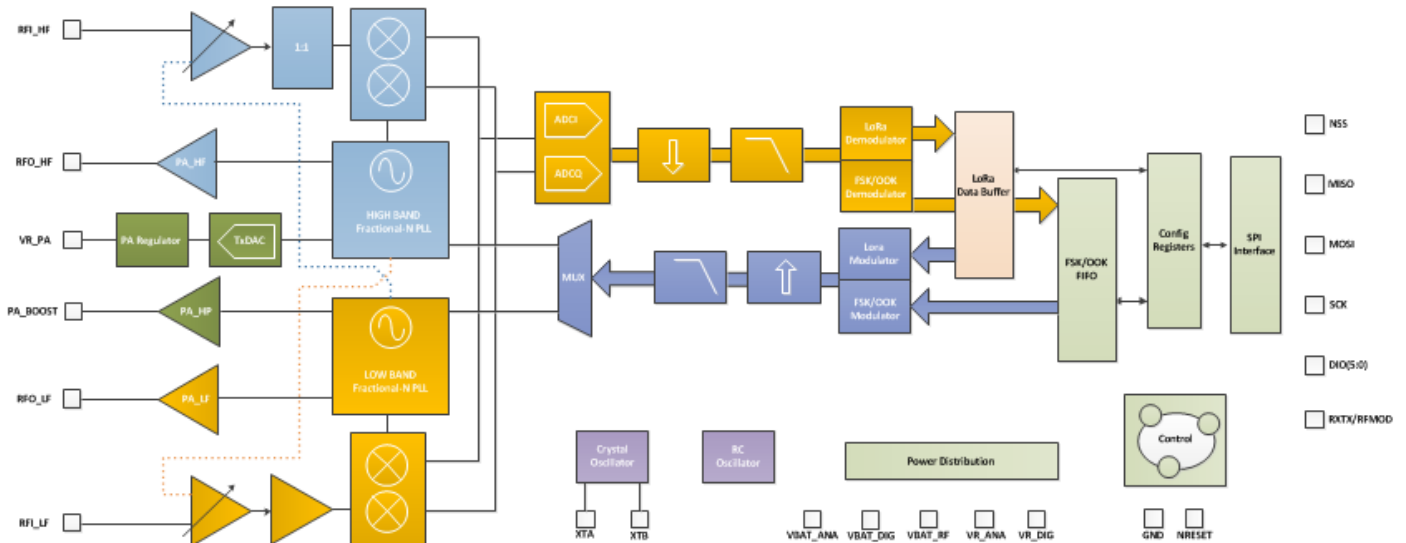 RFI_HF
1:1
RFO_HF
PA_HF
HIGH BAND
Fractional-N PLL
VR_PA
PA Regulator
TxDAC
PA_BOOST
PA_HP
LOW BAND
Fractional-N PLL
RFO_LF
PA_LF
RFI_LF
ADCI
ADCQ
LoRa
Demodulator
FSK/OOK
Demodulator
LoRa
Data Buffer
MUX
Lora
Modulator
FSK/OOK
Modulator
FSK/OOK
FIFO
Config
Registers
SPI
Interface
NSS
MISO
MOSI
SCK
DIO(5:0)
RXTX/RFMOD
Crystal
Oscillator
RC
Oscillator
Power Distribution
Control
XTA
XTB
VBAT_ANA
VBAT_DIG
VBAT_RF
VR_ANA
VR_DIG
GND
NRESET